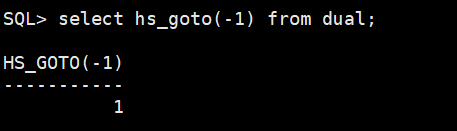 SQL> select hs_goto(-1) from dual;
HS_GOTO(-1)
-----------
1